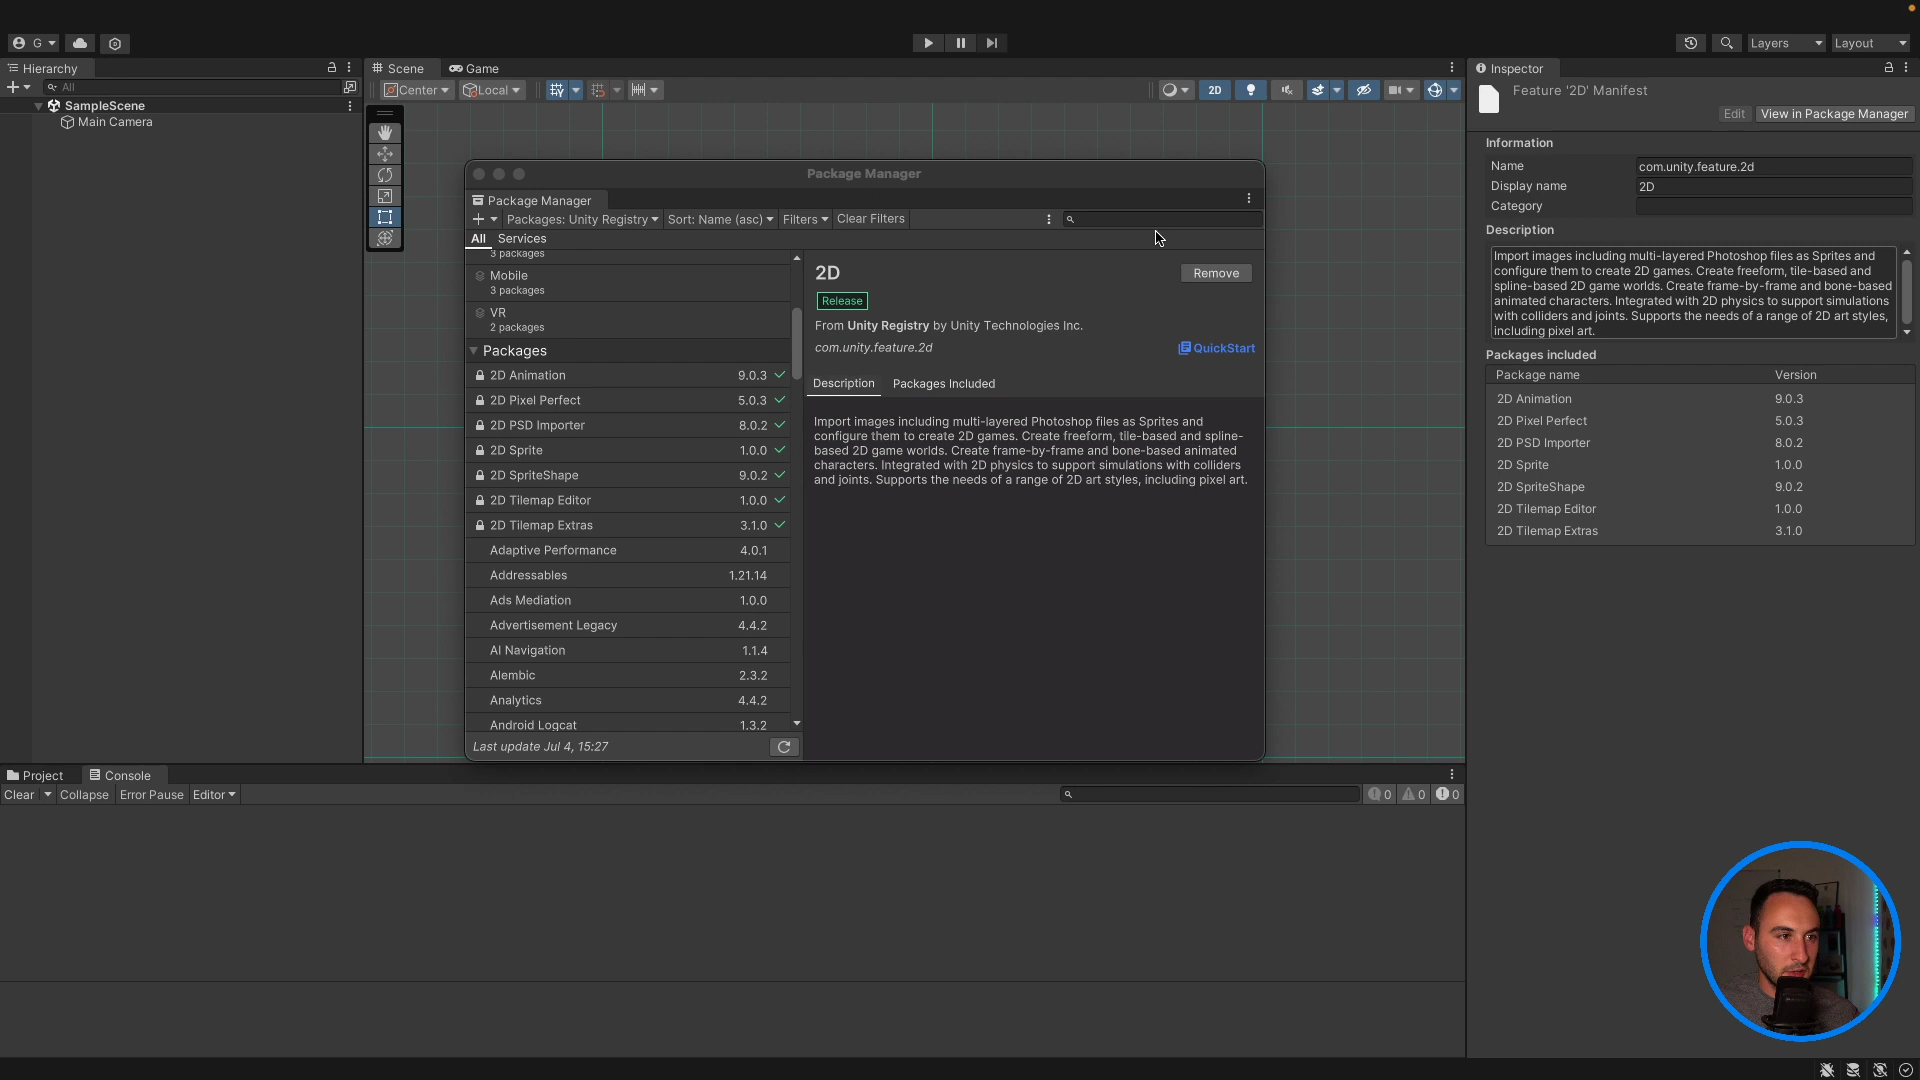 G
Layers
Layout
Hierarchy
All
SampleScene
Main Camera
Scene
Game
Center
Local
2D
Package Manager
Package Manager
Packages: Unity Registry
Sort: Name (asc)
Filters
Clear Filters
All
Services
3 packages
Mobile
3 packages
VR
2 packages
Packages
2D Animation 9.0.3
2D Pixel Perfect 5.0.3
2D PSD Importer 8.0.2
2D Sprite 1.0.0
2D SpriteShape 9.0.2
2D Tilemap Editor 1.0.0
2D Tilemap Extras 3.1.0
Adaptive Performance 4.0.1
Addressables 1.21.14
Ads Mediation 1.0.0
Advertisement Legacy 4.4.2
AI Navigation 1.1.4
Alembic 2.3.2
Analytics 4.4.2
Android Logcat 1.3.2
Last update Jul 4, 15:27
2D
Remove
Release
From Unity Registry by Unity Technologies Inc.
com.unity.feature.2d
QuickStart
Description
Packages Included
Import images including multi-layered Photoshop files as Sprites and
configure them to create 2D games. Create freeform, tile-based and spline-
based 2D game worlds. Create frame-by-frame and bone-based animated
characters. Integrated with 2D physics to support simulations with colliders
and joints. Supports the needs of a range of 2D art styles, including pixel art.
Inspector
Feature '2D' Manifest
Edit
View in Package Manager
Information
Name com.unity.feature.2d
Display name 2D
Category
Description
Import images including multi-layered Photoshop files as Sprites and
configure them to create 2D games. Create freeform, tile-based and
spline-based 2D game worlds. Create frame-by-frame and bone-based
animated characters. Integrated with 2D physics to support simulations
with colliders and joints. Supports the needs of a range of 2D art styles,
including pixel art.
Packages included
Package name Version
2D Animation 9.0.3
2D Pixel Perfect 5.0.3
2D PSD Importer 8.0.2
2D Sprite 1.0.0
2D SpriteShape 9.0.2
2D Tilemap Editor 1.0.0
2D Tilemap Extras 3.1.0
Project
Console
Clear
Collapse
Error Pause
Editor
0
0
0